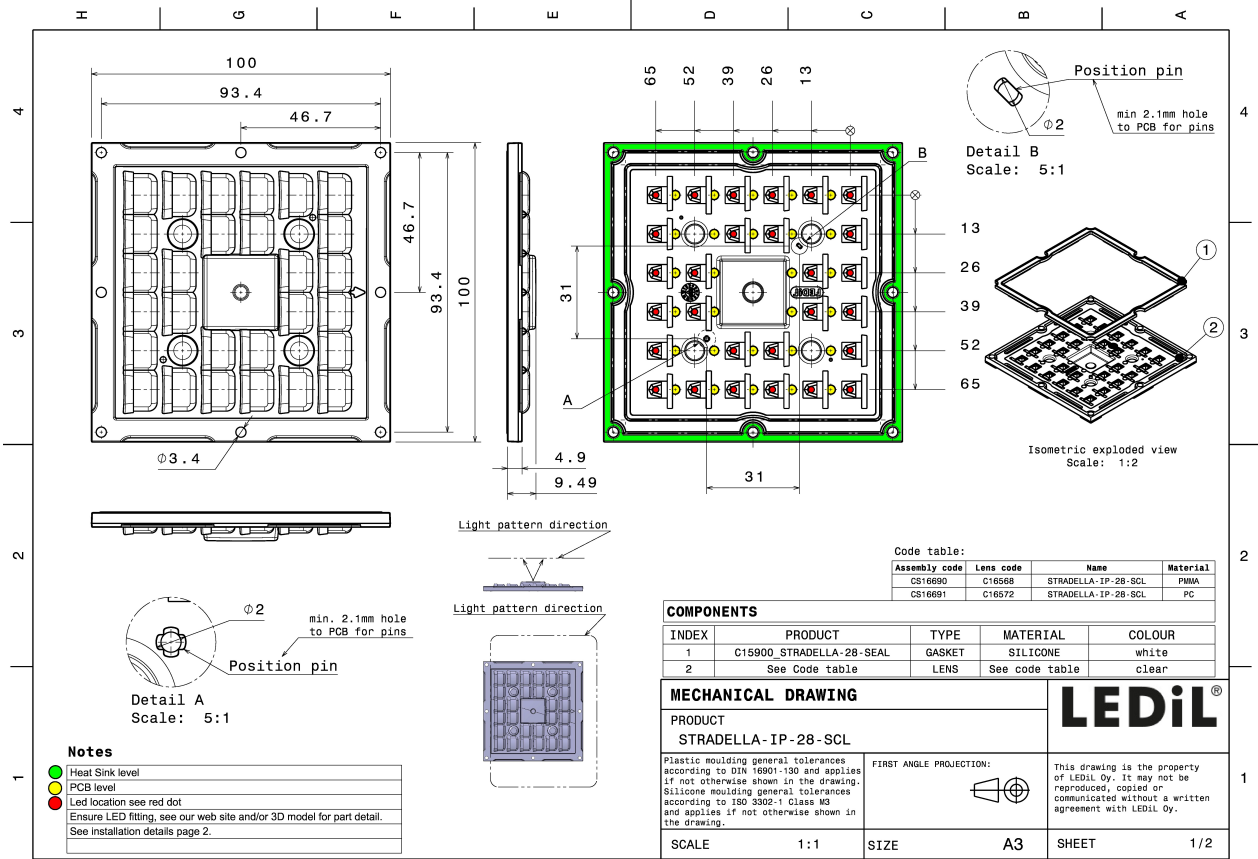 H G F E D C B A
4
3
2
1
4
3
2
1
100
93.4
46.7
46.7
93.4
100
Φ3.4
4.9
9.49
65 52 39 26 13
13
26
39
52
65
31
31
A
B
LEDiL
Position pin
min 2.1mm hole
to PCB for pins
Φ2
Detail B
Scale: 5:1
1
2
Isometric exploded view
Scale: 1:2
Light pattern direction
Light pattern direction
Φ2
min. 2.1mm hole
to PCB for pins
Position pin
Detail A
Scale: 5:1
Notes
Heat Sink level
PCB level
Led location see red dot
Ensure LED fitting, see our web site and/or 3D model for part detail.
See installation details page 2.
Code table:
Assembly code Lens code Name Material
CS16690 C16568 STRADELLA-IP-28-SCL PMMA
CS16691 C16572 STRADELLA-IP-28-SCL PC
COMPONENTS
INDEX PRODUCT TYPE MATERIAL COLOUR
1 C15900_STRADELLA-28-SEAL GASKET SILICONE white
2 See Code table LENS See code table clear
MECHANICAL DRAWING
PRODUCT
STRADELLA-IP-28-SCL
LEDiL®
Plastic moulding general tolerances
according to DIN 16901-130 and applies
if not otherwise shown in the drawing.
Silicone moulding general tolerances
according to ISO 3302-1 Class M3
and applies if not otherwise shown in
the drawing.
FIRST ANGLE PROJECTION:
This drawing is the property
of LEDiL Oy. It may not be
reproduced, copied or
communicated without a written
agreement with LEDiL Oy.
SCALE 1:1 SIZE A3 SHEET 1/2